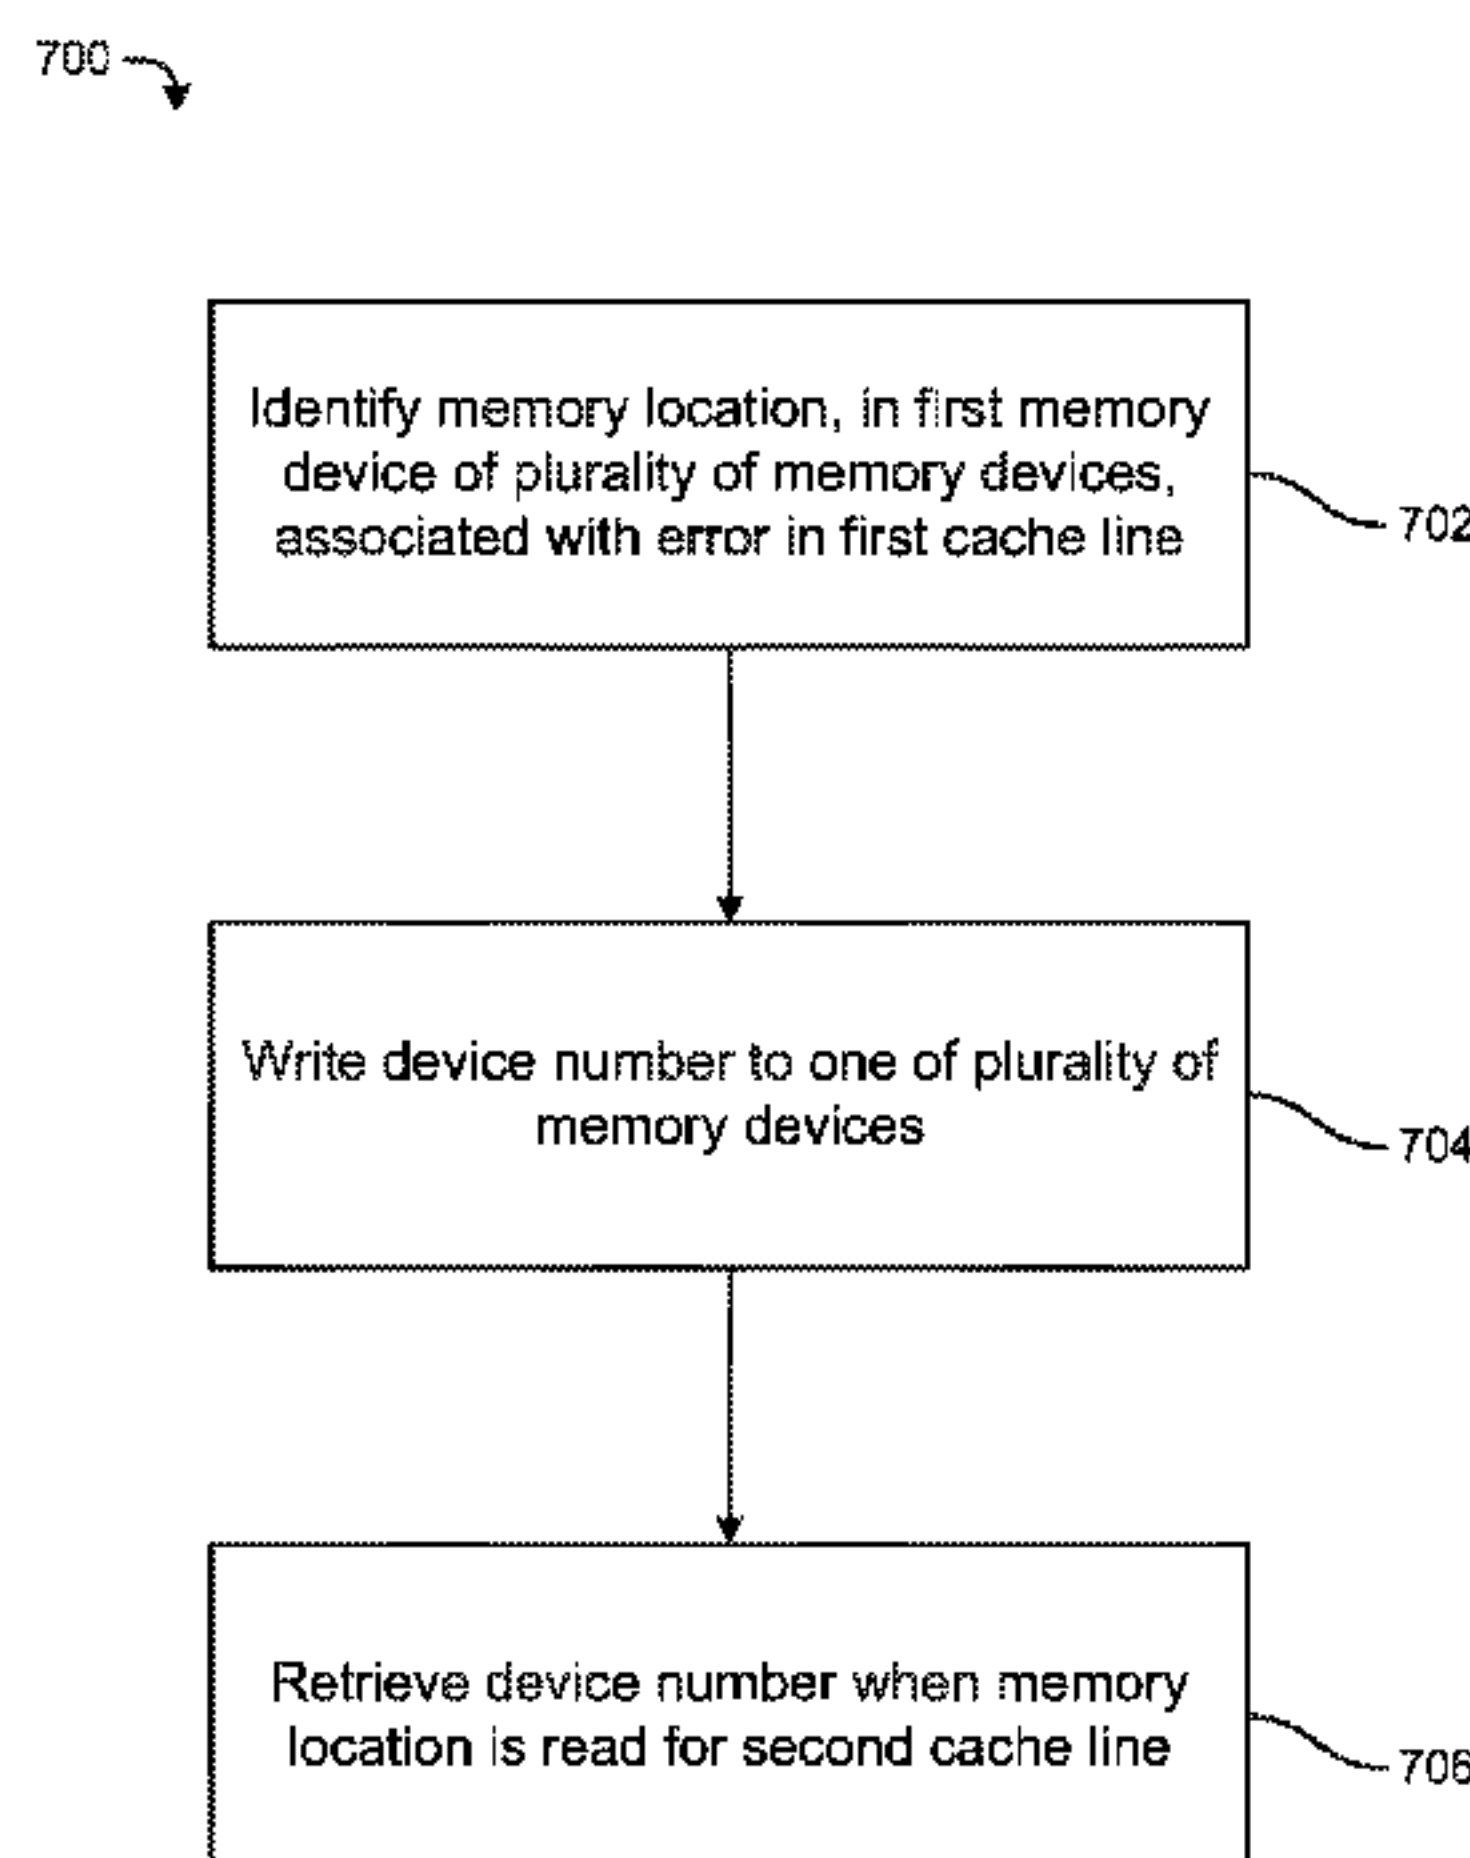 700
Identify memory location, in first memory
device of plurality of memory devices,
associated with error in first cache line
702
Write device number to one of plurality of
memory devices
704
Retrieve device number when memory
location is read for second cache line
706